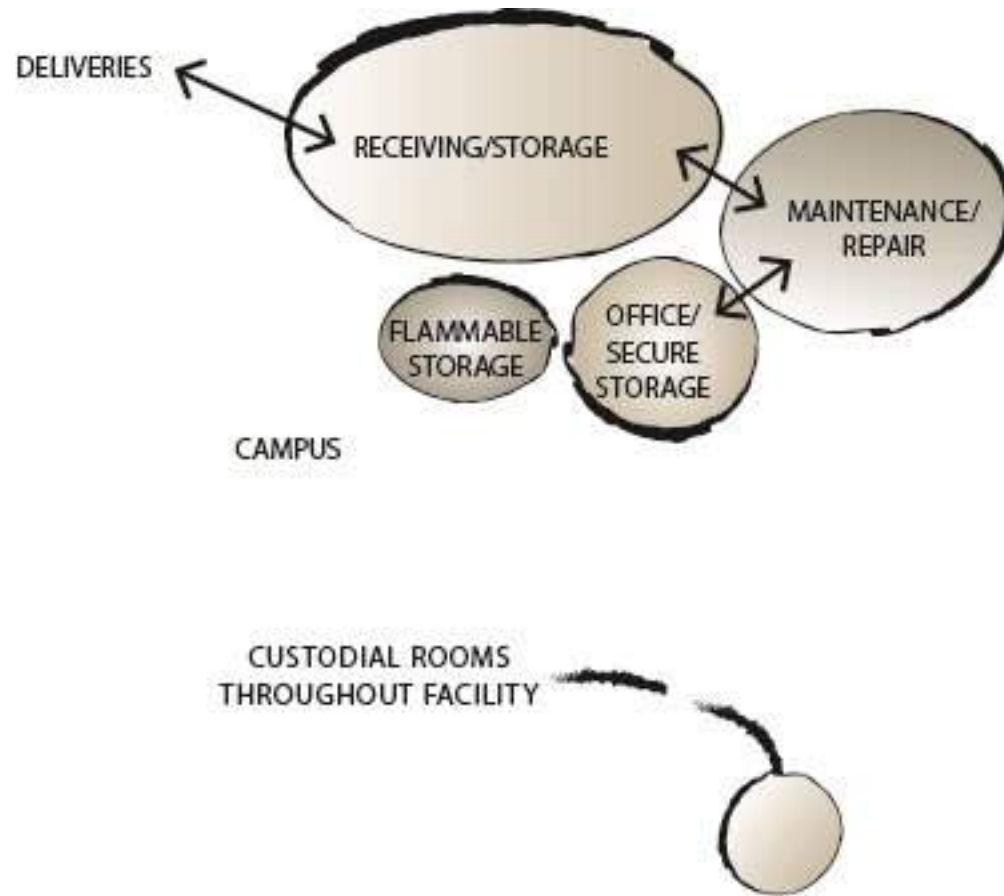 DELIVERIES
RECEIVING/STORAGE
MAINTENANCE/
REPAIR
FLAMMABLE
STORAGE
OFFICE/
SECURE
STORAGE
CAMPUS
CUSTODIAL ROOMS
THROUGHOUT FACILITY